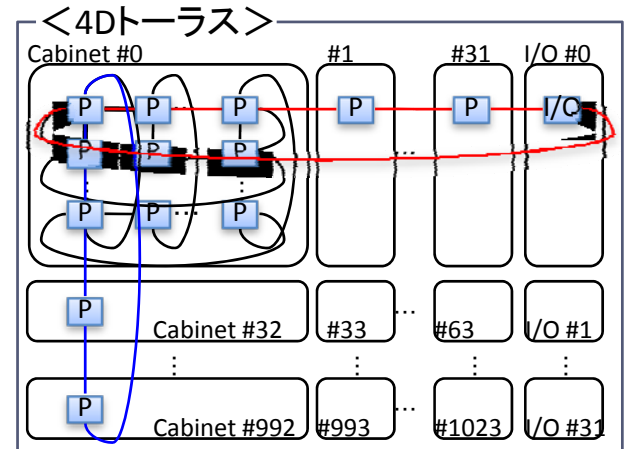 <4Dトーラス>
Cabinet #0 #1 #31 I/O #0
P P … P P P I/O
P P P …
⋮ ⋮
P P … P
P
Cabinet #32 #33 … #63 I/O #1
⋮ ⋮ ⋮ ⋮
P
Cabinet #992 #993 … #1023 I/O #31